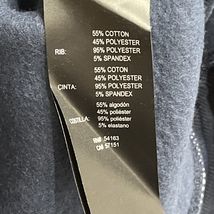 55% COTTON
45% POLYESTER
RIB: 95% POLYESTER
5% SPANDEX
55% COTTON
45% POLYESTER
CINTA: 95% POLYESTER
5% SPANDEX
55% algodón
45% poliéster
COSTILLA: 95% poliéster
5% elastano
RN# 54163
CA# 57151